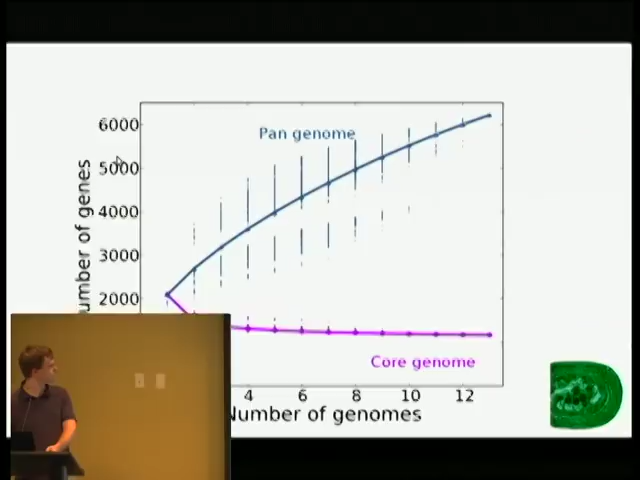 6000
Pan genome
5000
4000
3000
2000
umber of genes
Core genome
4 6 8 10 12
Number of genomes